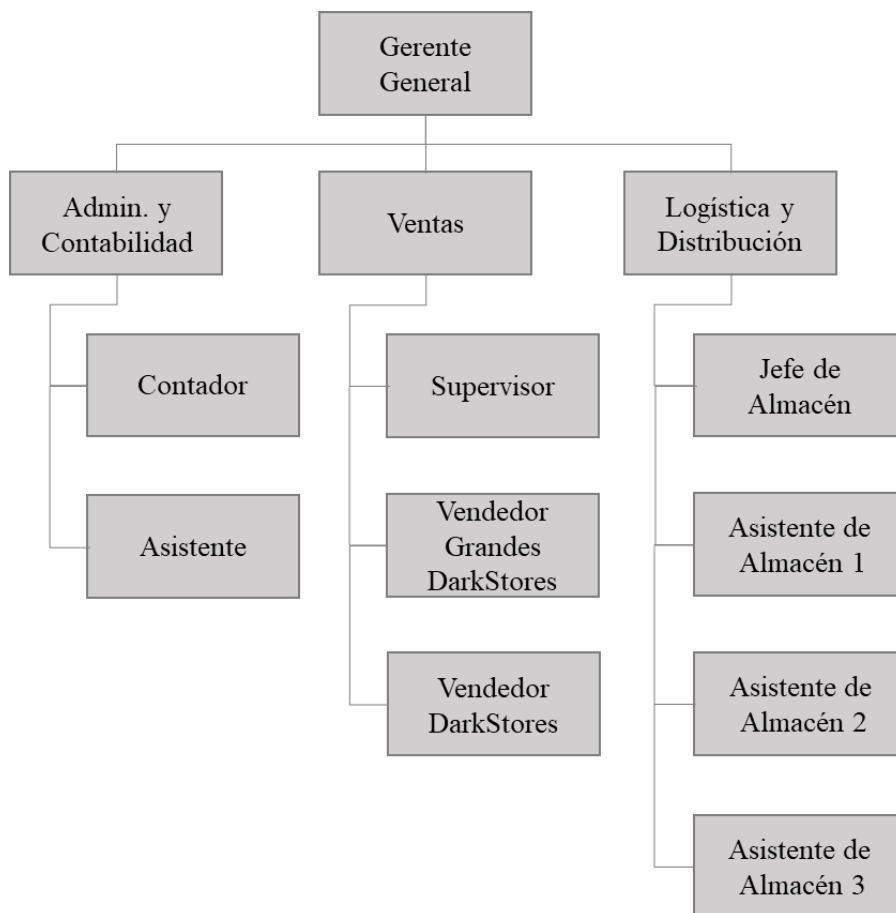 Gerente
General
Admin. y
Contabilidad
Ventas
Logística y
Distribución
Contador
Supervisor
Jefe de
Almacén
Asistente
Vendedor
Grandes
DarkStores
Asistente de
Almacén 1
Vendedor
DarkStores
Asistente de
Almacén 2
Asistente de
Almacén 3